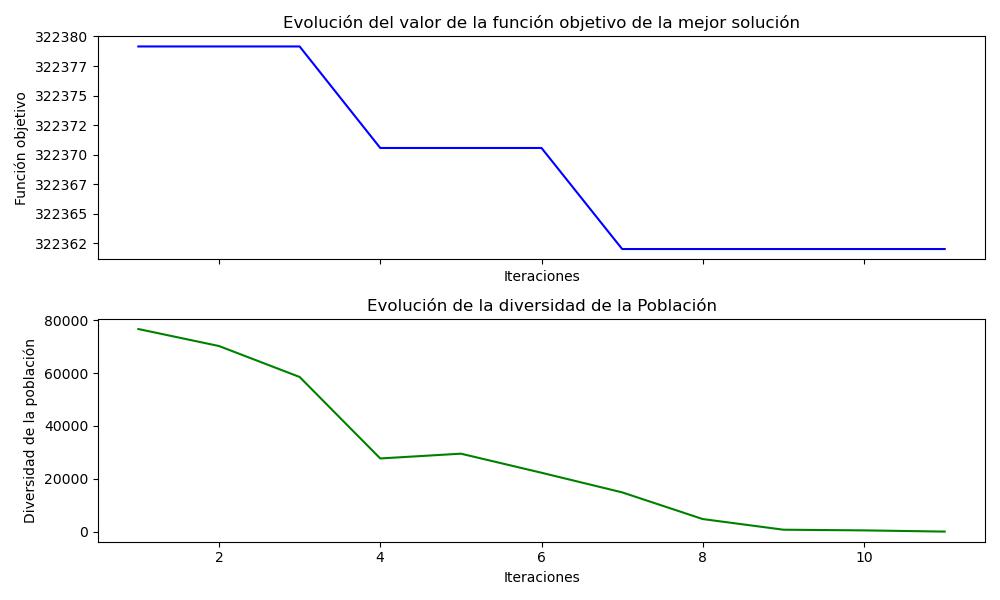 Evolución del valor de la función objetivo de la mejor solución
322380
322377
322375
322372
322370
322367
322365
322362
Función objetivo
Iteraciones
Evolución de la diversidad de la Población
80000
60000
40000
20000
0
Diversidad de la población
2 4 6 8 10
Iteraciones